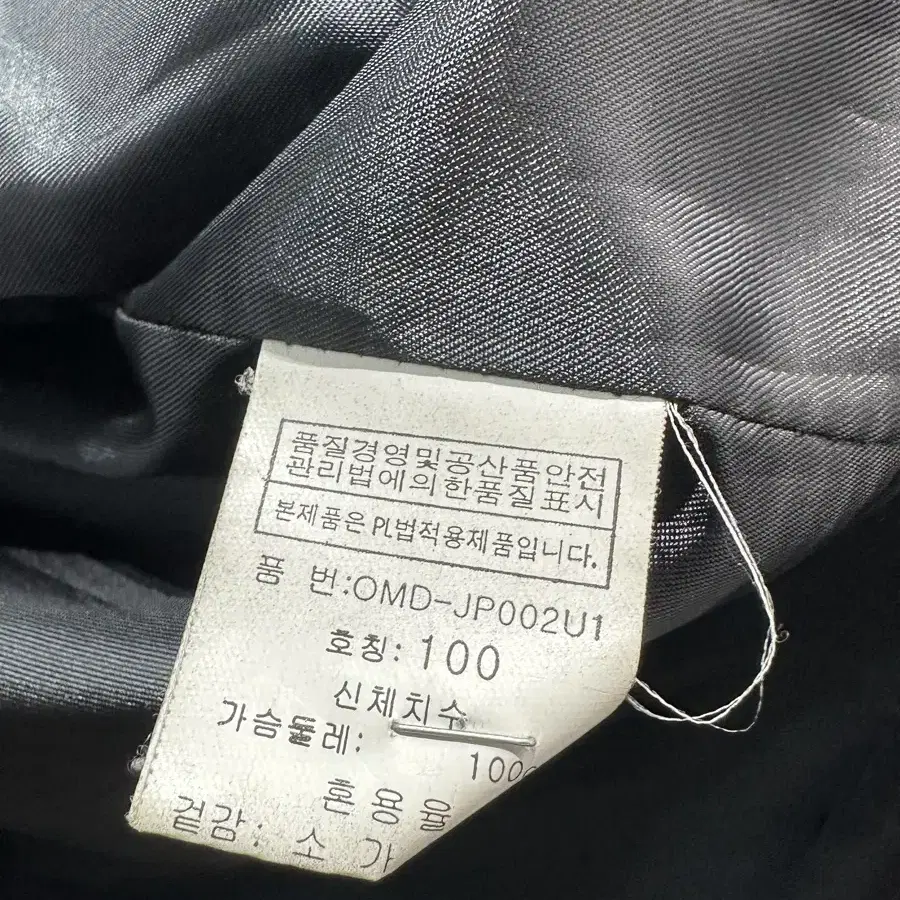 품질경영및공산품안전
관리법에의한품질표시
본제품은 PL법적용제품입니다.
품 번:OMD-JP002U1
호칭: 100
신체치수
가슴둘레:
100
혼용율
겉감: 소 가